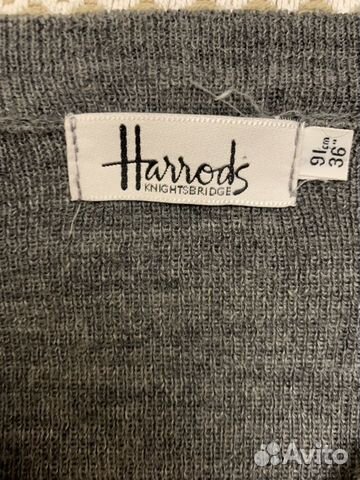 Harrods
KNIGHTSBRIDGE
91cm
36"
Avito